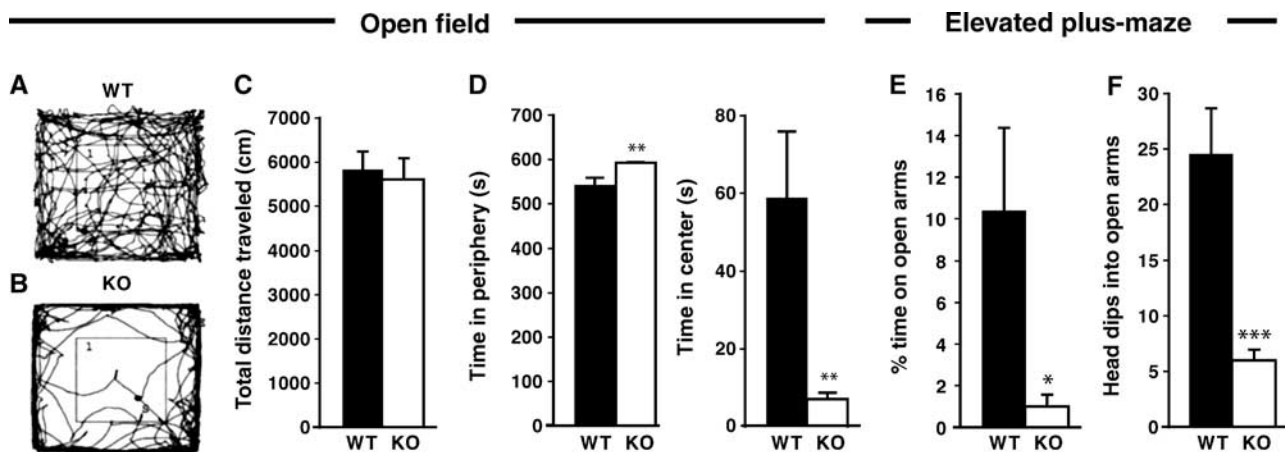 Open field
Elevated plus-maze
A
WT
1
B
KO
1
C
Total distance traveled (cm)
7000
6000
5000
4000
3000
2000
1000
0
WT KO
D
Time in periphery (s)
700
600
500
400
300
200
100
0
**
WT KO
Time in center (s)
80
60
40
20
0
**
WT KO
E
% time on open arms
16
14
12
10
8
6
4
2
0
*
WT KO
F
Head dips into open arms
30
25
20
15
10
5
0
***
WT KO